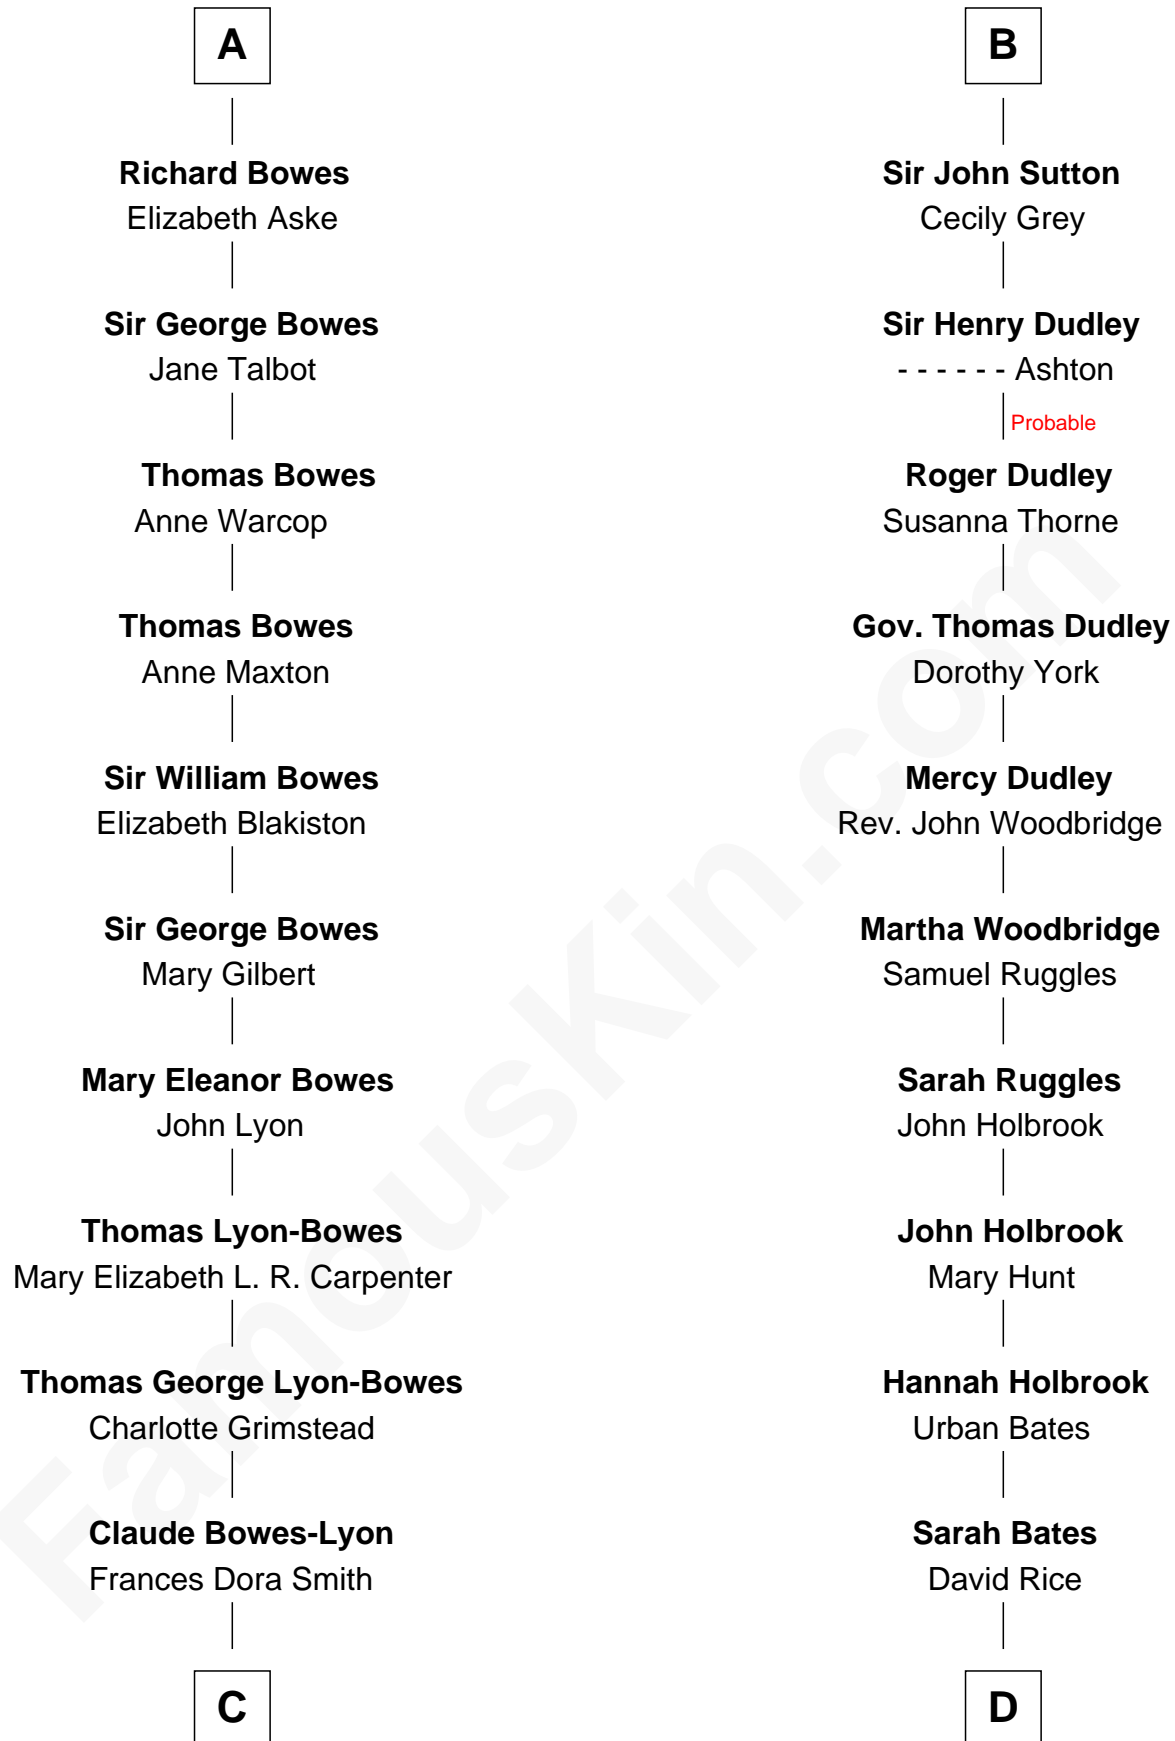 A
Richard Bowes
Elizabeth Aske
Sir George Bowes
Jane Talbot
Thomas Bowes
Anne Warcop
Thomas Bowes
Anne Maxton
Sir William Bowes
Elizabeth Blakiston
Sir George Bowes
Mary Gilbert
Mary Eleanor Bowes
John Lyon
Thomas Lyon-Bowes
Mary Elizabeth L. R. Carpenter
Thomas George Lyon-Bowes
Charlotte Grimstead
Claude Bowes-Lyon
Frances Dora Smith
C
B
Sir John Sutton
Cecily Grey
Sir Henry Dudley
- - - - - - Ashton
Probable
Roger Dudley
Susanna Thorne
Gov. Thomas Dudley
Dorothy York
Mercy Dudley
Rev. John Woodbridge
Martha Woodbridge
Samuel Ruggles
Sarah Ruggles
John Holbrook
John Holbrook
Mary Hunt
Hannah Holbrook
Urban Bates
Sarah Bates
David Rice
D
FamousKin.com